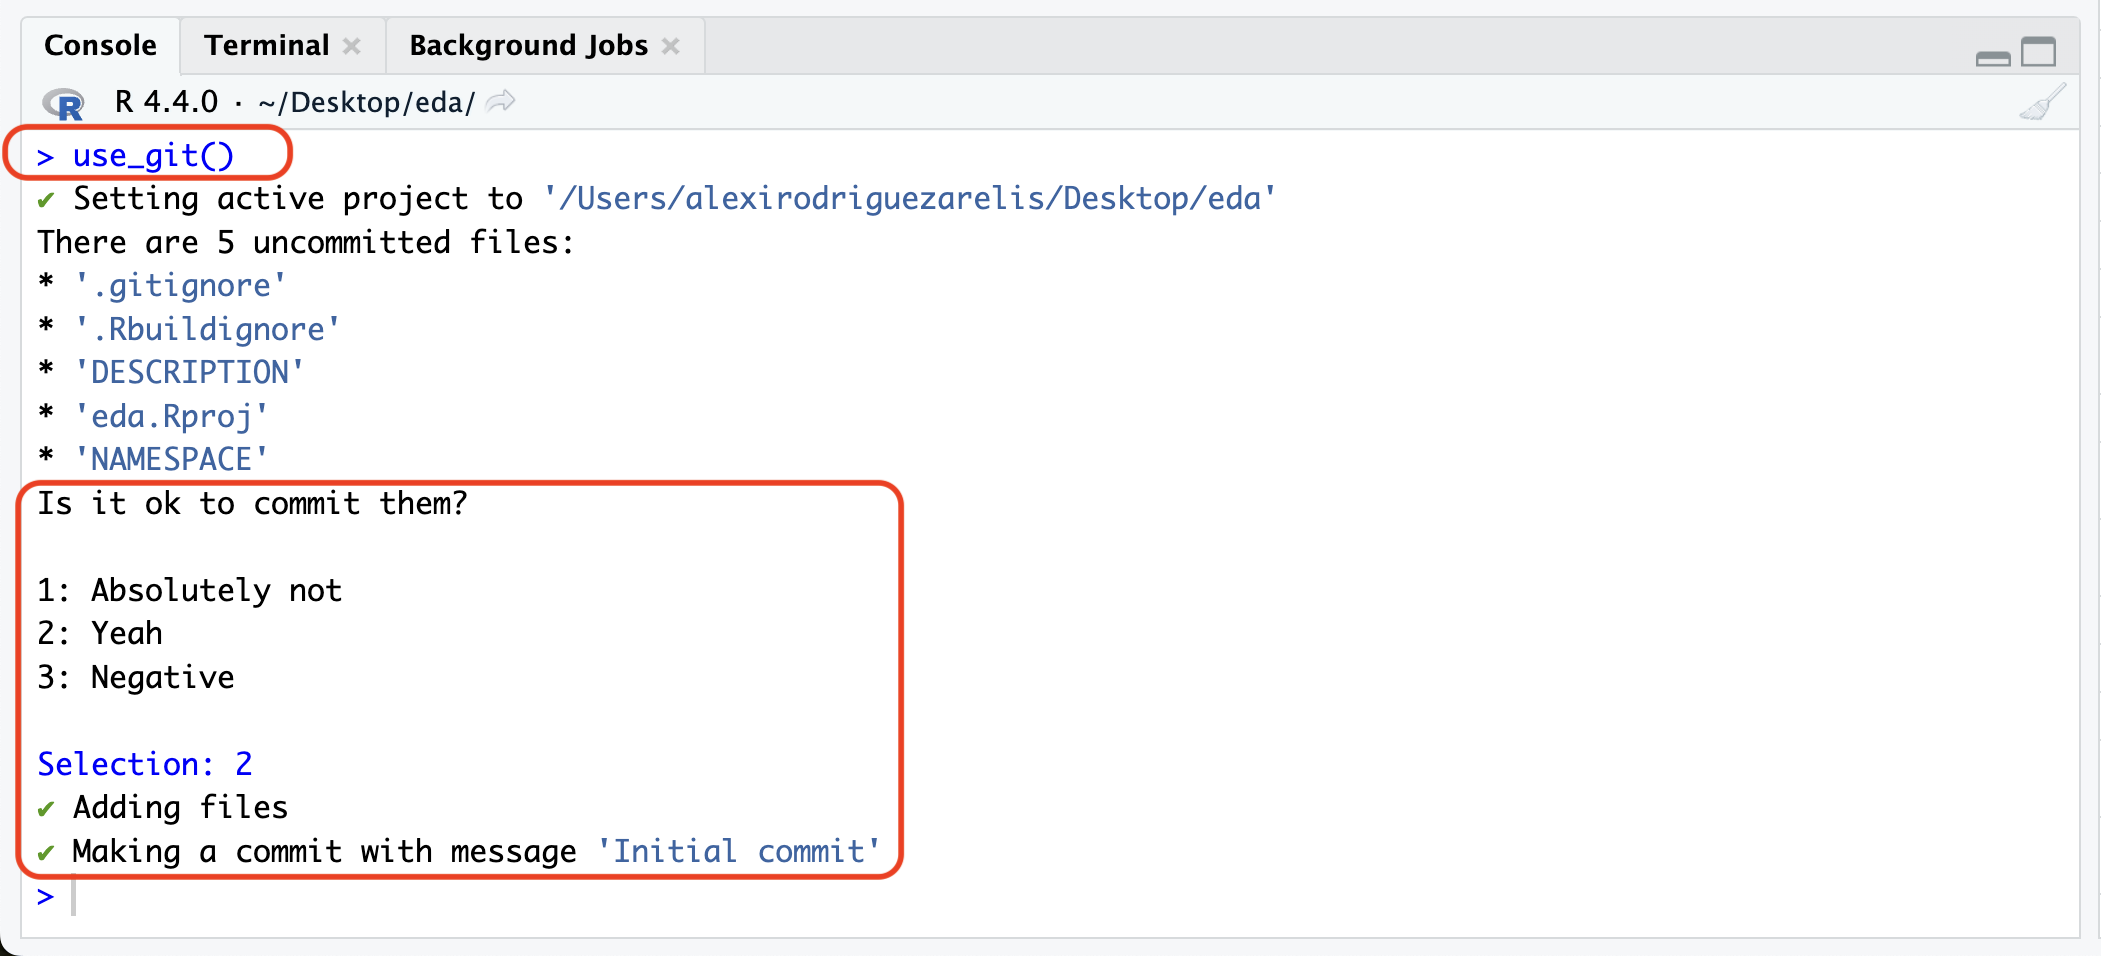 Console Terminal Background Jobs
R R 4.4.0 · ~/Desktop/eda/
> use_git()
✔ Setting active project to '/Users/alexirodriguezarelis/Desktop/eda'
There are 5 uncommitted files:
* '.gitignore'
* '.Rbuildignore'
* 'DESCRIPTION'
* 'eda.Rproj'
* 'NAMESPACE'
Is it ok to commit them?
1: Absolutely not
2: Yeah
3: Negative
Selection: 2
✔ Adding files
✔ Making a commit with message 'Initial commit'
>